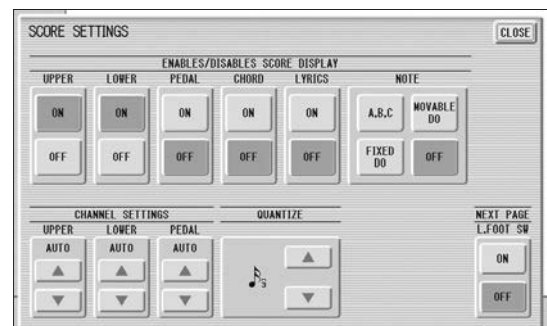 SCORE SETTINGS CLOSE
ENABLES/DISABLES SCORE DISPLAY
UPPER LOWER PEDAL CHORD LYRICS NOTE
ON ON ON ON ON A.B.C MOVABLE DO
OFF OFF OFF OFF OFF FIXED DO OFF
CHANNEL SETTINGS QUANTIZE NEXT PAGE
UPPER LOWER PEDAL L.FOOT SW
AUTO AUTO AUTO ON
3
OFF